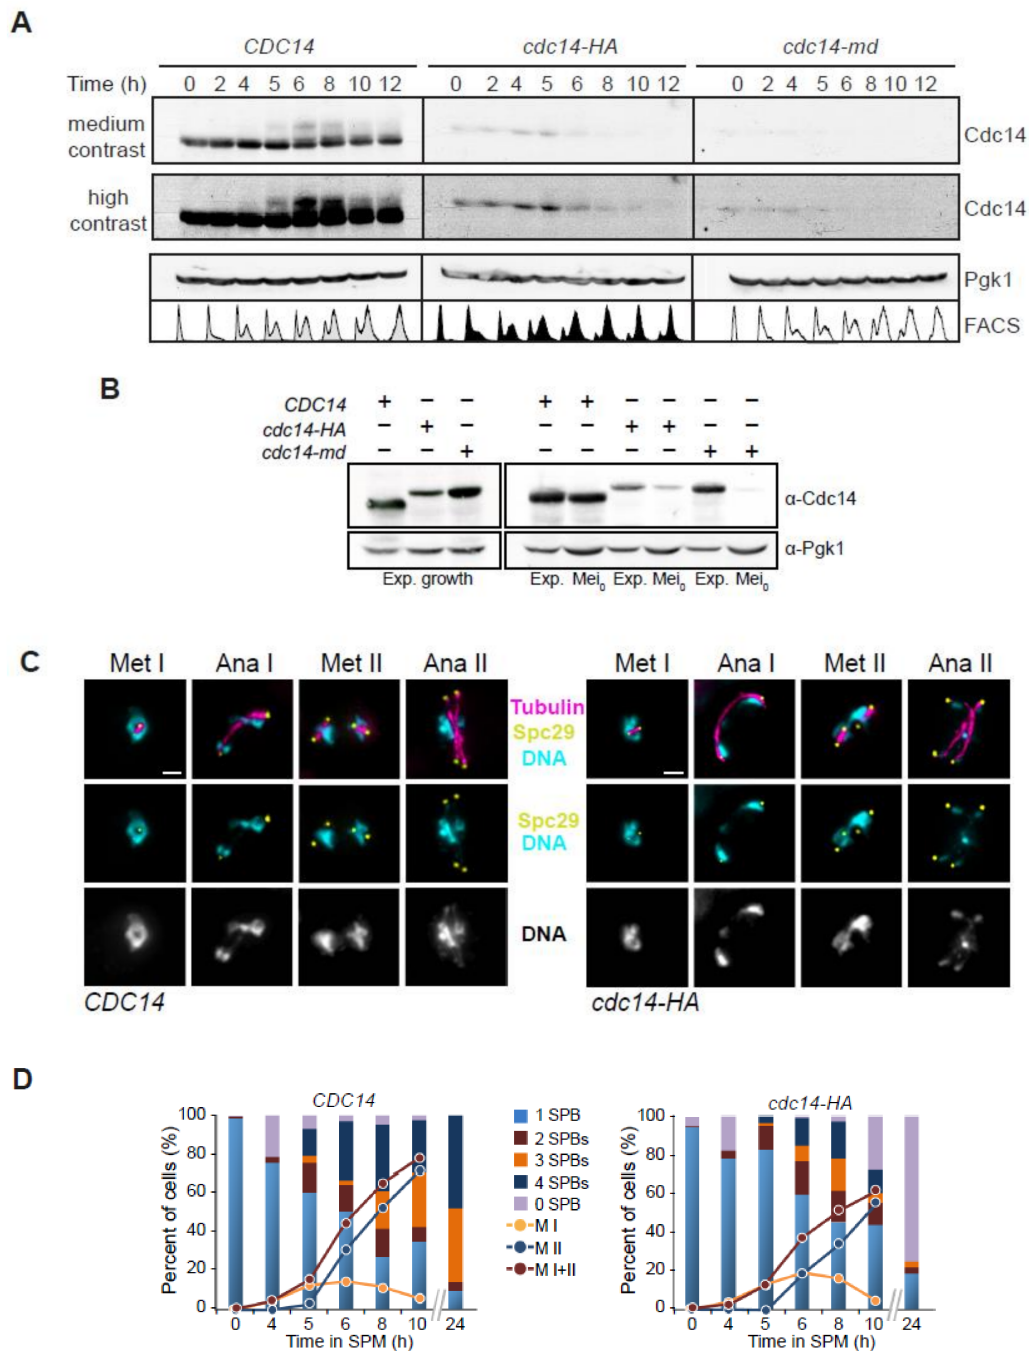 A
CDC14 cdc14-HA cdc14-md
Time (h) 0 2 4 5 6 8 10 12 0 2 4 5 6 8 10 12 0 2 4 5 6 8 10 12
medium contrast Cdc14
high contrast Cdc14
Pgk1
FACS
B
CDC14 + – – + + – – – –
cdc14-HA – + – – – + + – –
cdc14-md – – + – – – – + +
α-Cdc14
α-Pgk1
Exp. growth Exp. Mei0 Exp. Mei0 Exp. Mei0
C
Met I Ana I Met II Ana II Met I Ana I Met II Ana II
Tubulin
Spc29
DNA
Spc29
DNA
DNA
CDC14 cdc14-HA
D
CDC14 cdc14-HA
Percent of cells (%)
100
80
60
40
20
0
0 4 5 6 8 10 // 24
Time in SPM (h)
1 SPB
2 SPBs
3 SPBs
4 SPBs
0 SPB
M I
M II
M I+II
Percent of cells (%)
100
80
60
40
20
0
0 4 5 6 8 10 // 24
Time in SPM (h)